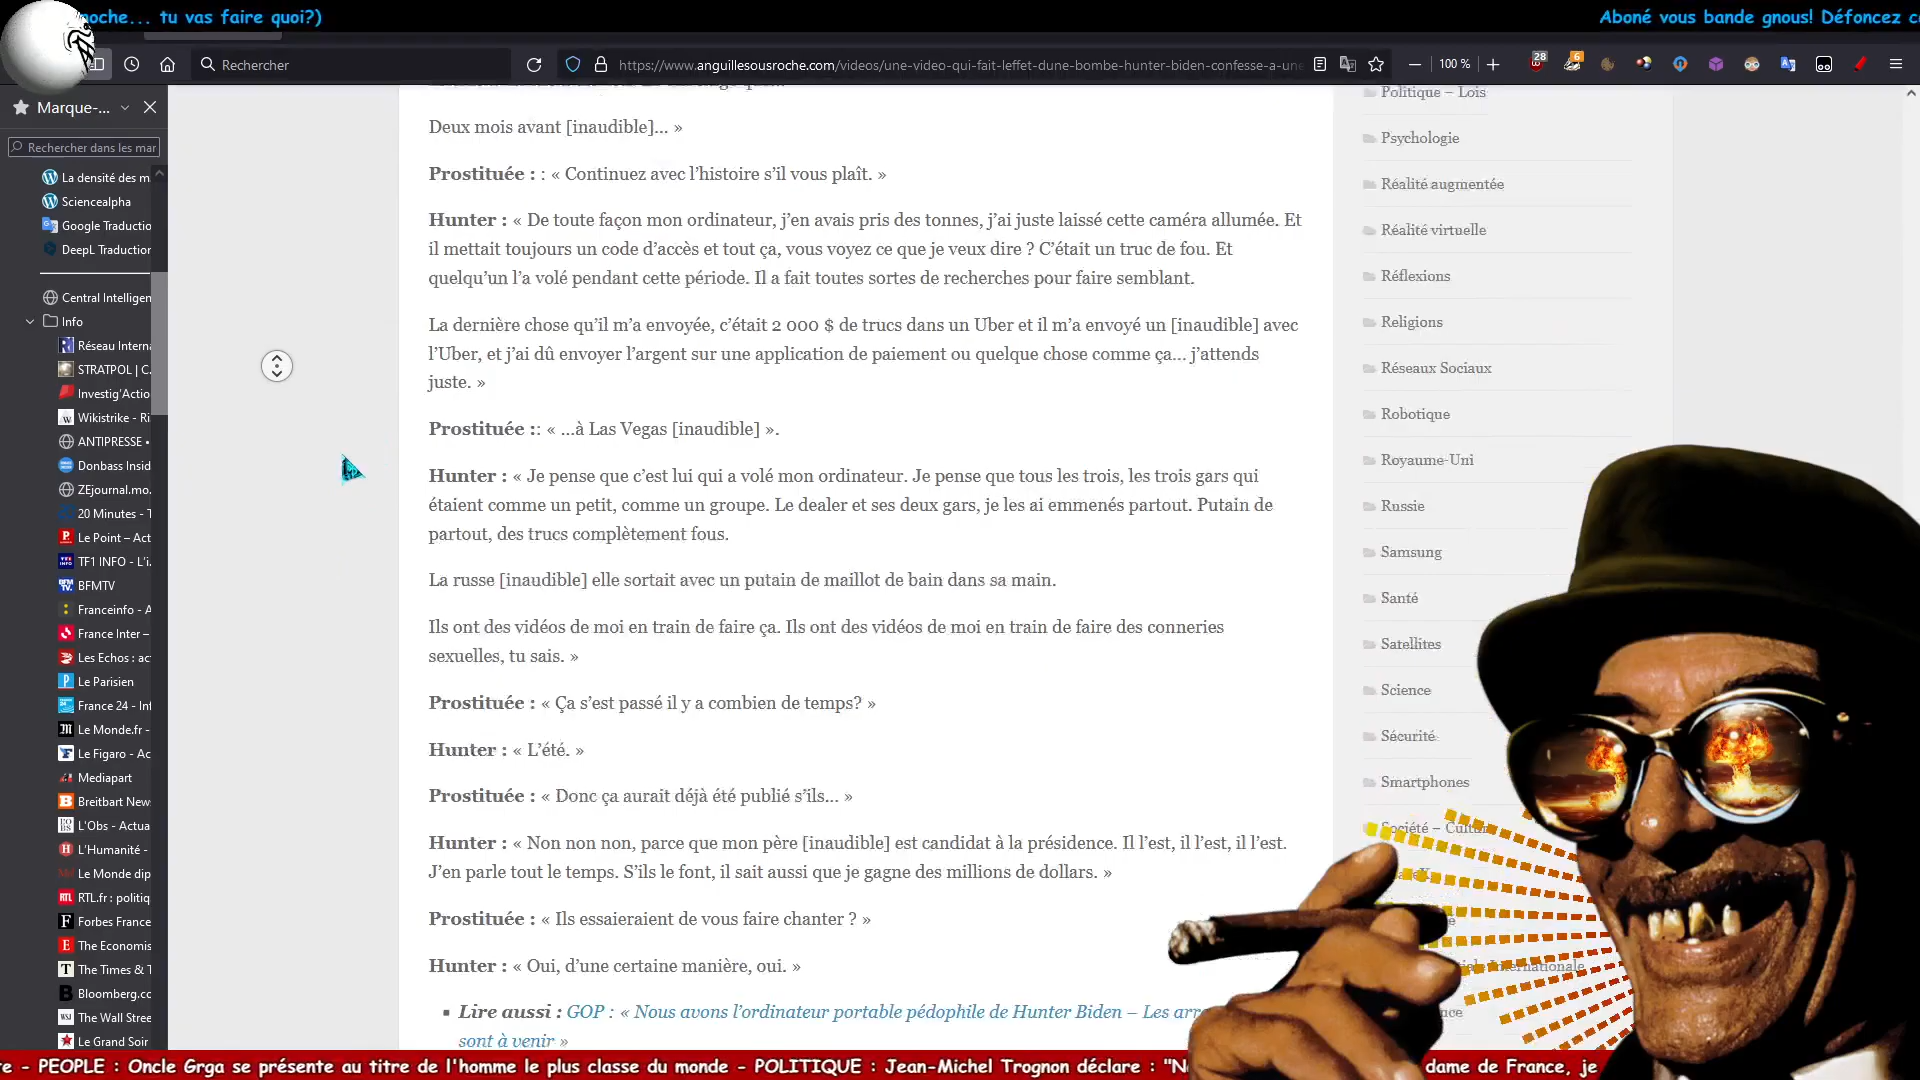 noche... tu vas faire quoi?)
Aboné vous bande gnous! Défoncez
Rechercher
https://www.anguillesousroche.com/videos/une-video-qui-fait-leffet-dune-bombe-hunter-biden-confesse-a-une
100 %
28
6
Marque-...
Rechercher dans les mar
La densité des m
Sciencealpha
Google Traductio
DeepL Traduction
Central Intelligen
Info
Réseau Interna
STRATPOL | C.
Investig'Actio
Wikistrike - Ri
ANTIPRESSE •
Donbass Insid
ZEjournal.mo.
20 Minutes - T
Le Point – Act
TF1 INFO - L'i.
BFMTV
Franceinfo - A
France Inter –
Les Echos : act
Le Parisien
France 24 - Inf
Le Monde.fr -
Le Figaro - Ac
Mediapart
Breitbart News
L'Obs - Actua
L'Humanité -
Le Monde dip
RTL.fr : politiq
Forbes France
The Economis
The Times & T
Bloomberg.co
The Wall Stree
Le Grand Soir
Deux mois avant [inaudible]… »
Prostituée : : « Continuez avec l’histoire s’il vous plaît. »
Hunter : « De toute façon mon ordinateur, j’en avais pris des tonnes, j’ai juste laissé cette caméra allumée. Et
il mettait toujours un code d’accès et tout ça, vous voyez ce que je veux dire ? C’était un truc de fou. Et
quelqu’un l’a volé pendant cette période. Il a fait toutes sortes de recherches pour faire semblant.
La dernière chose qu’il m’a envoyée, c’était 2 000 $ de trucs dans un Uber et il m’a envoyé un [inaudible] avec
l’Uber, et j’ai dû envoyer l’argent sur une application de paiement ou quelque chose comme ça… j’attends
juste. »
Prostituée :: « …à Las Vegas [inaudible] ».
Hunter : « Je pense que c’est lui qui a volé mon ordinateur. Je pense que tous les trois, les trois gars qui
étaient comme un petit, comme un groupe. Le dealer et ses deux gars, je les ai emmenés partout. Putain de
partout, des trucs complètement fous.
La russe [inaudible] elle sortait avec un putain de maillot de bain dans sa main.
Ils ont des vidéos de moi en train de faire ça. Ils ont des vidéos de moi en train de faire des conneries
sexuelles, tu sais. »
Prostituée : « Ça s’est passé il y a combien de temps? »
Hunter : « L’été. »
Prostituée : « Donc ça aurait déjà été publié s’ils… »
Hunter : « Non non non, parce que mon père [inaudible] est candidat à la présidence. Il l’est, il l’est, il l’est.
J’en parle tout le temps. S’ils le font, il sait aussi que je gagne des millions de dollars. »
Prostituée : « Ils essaieraient de vous faire chanter ? »
Hunter : « Oui, d’une certaine manière, oui. »
Lire aussi : GOP : « Nous avons l’ordinateur portable pédophile de Hunter Biden – Les arre
sont à venir »
Politique – Lois
Psychologie
Réalité augmentée
Réalité virtuelle
Réflexions
Religions
Réseaux Sociaux
Robotique
Royaume-Uni
Russie
Samsung
Santé
Satellites
Science
Sécurité
Smartphones
Société – Cultur
Internationale
nce
re - PEOPLE : Oncle Grga se présente au titre de l'homme le plus classe du monde - POLITIQUE : Jean-Michel Trognon déclare : "N
dame de France, je